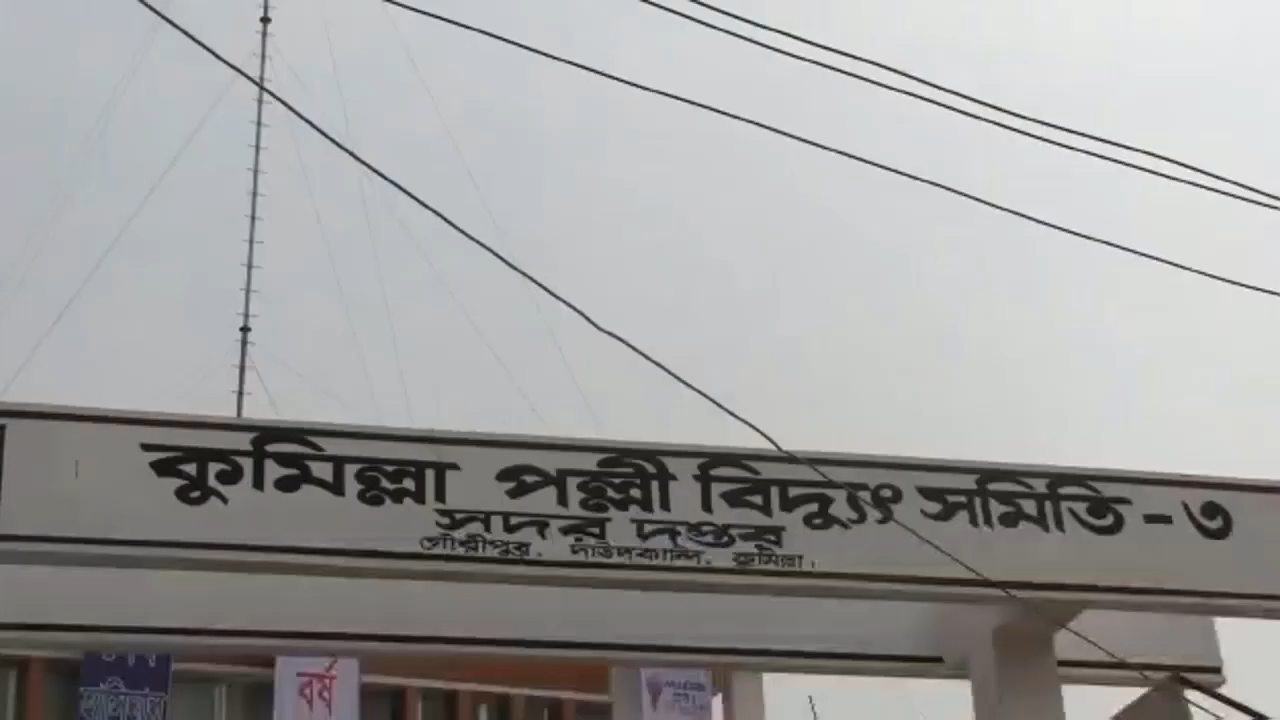 কুমিল্লা পল্লী বিদ্যুৎ সমিতি - ৩
সদর দপ্তর
গৌরীপুর, দাউদকান্দি, কুমিল্লা।
বর্ষ